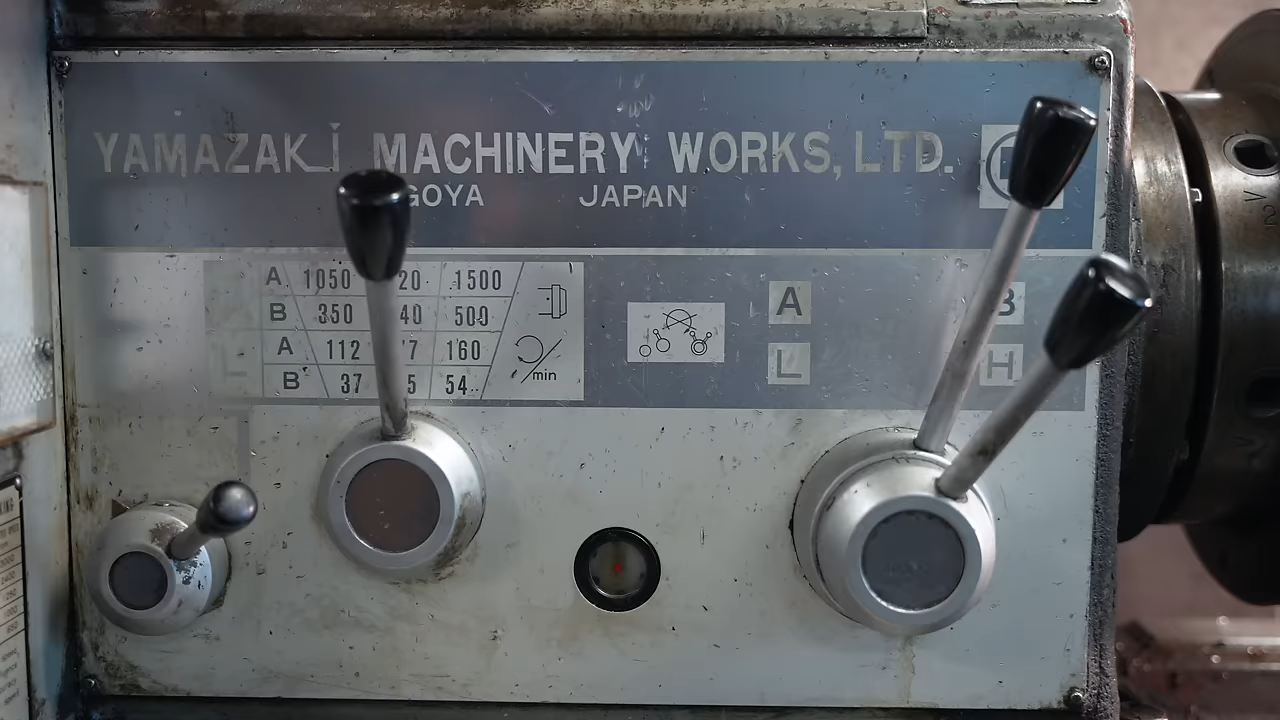 YAMAZAKI MACHINERY WORKS, LTD.
GOYA JAPAN
A 1050 20 1500
B 350 40 500
A 112 7 160
B 37 5 54
/min
A B
L H